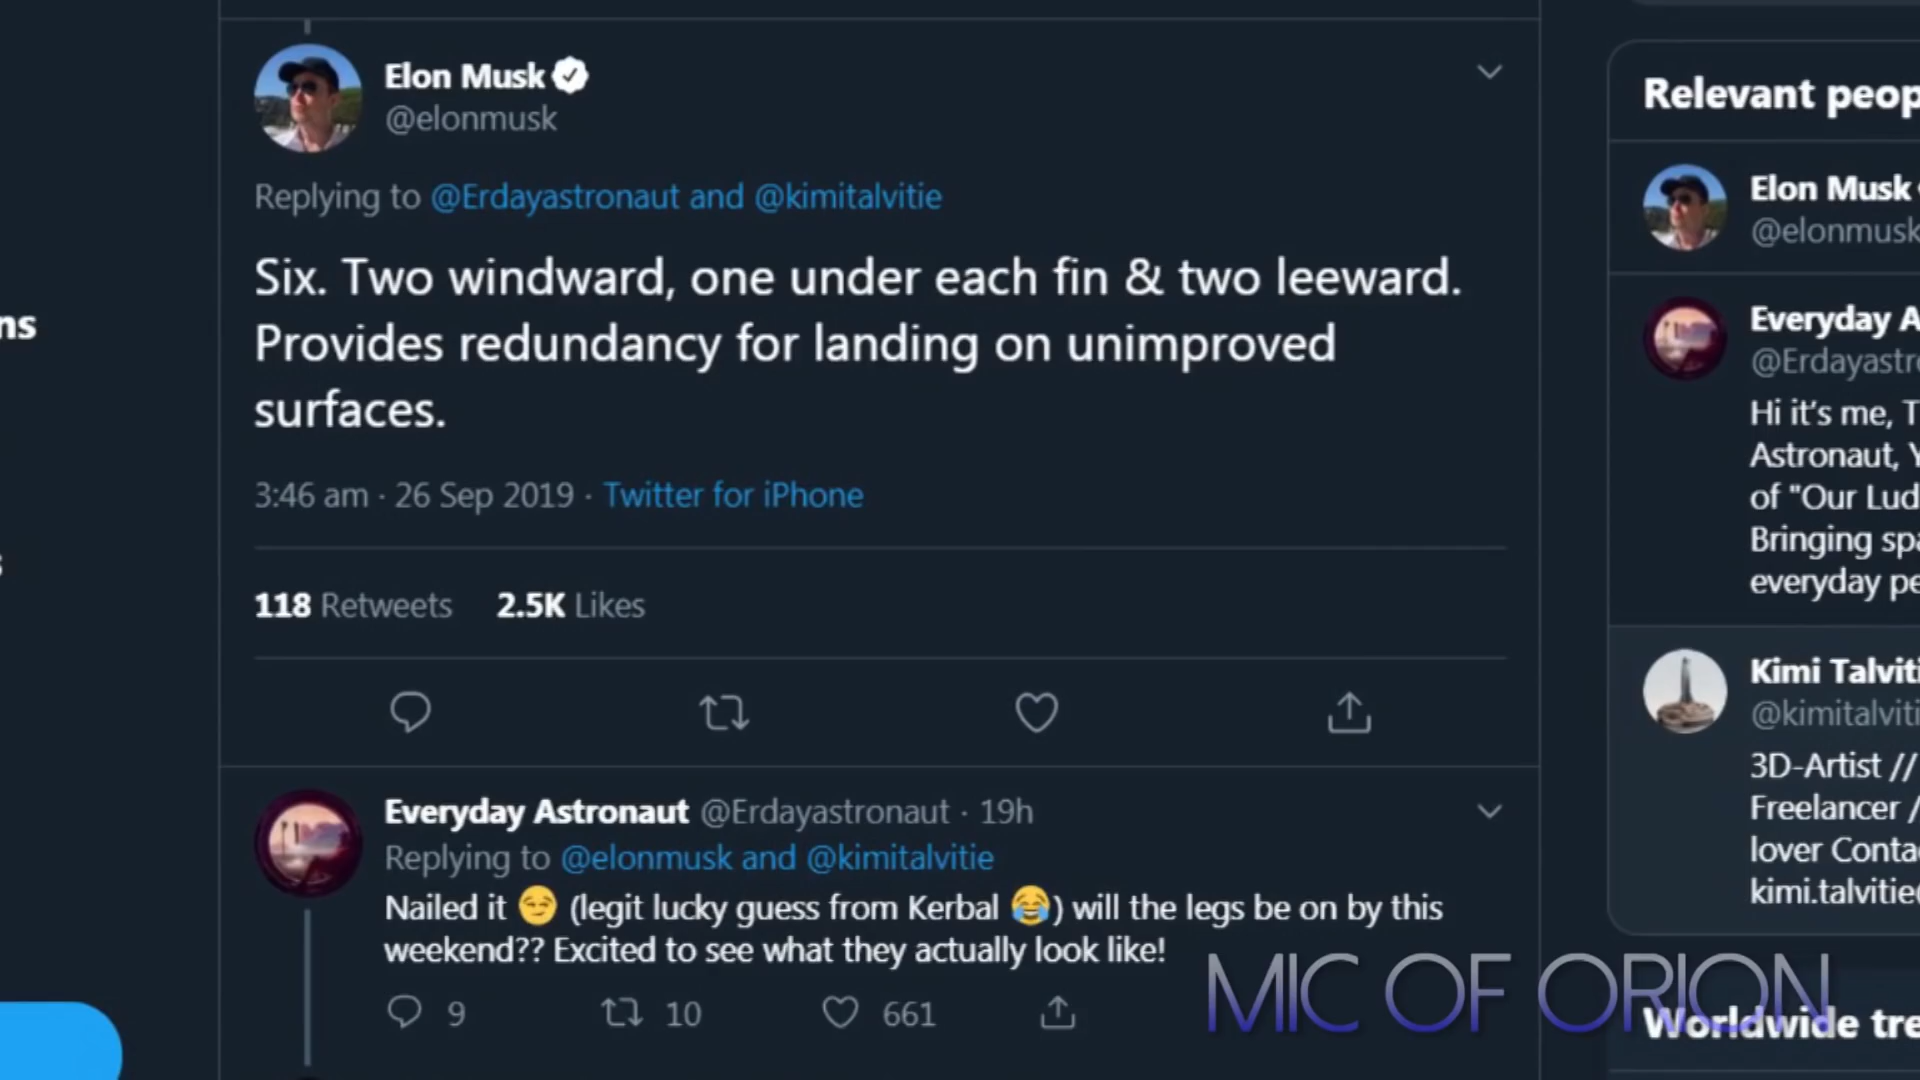 Elon Musk
@elonmusk
Replying to @Erdayastronaut and @kimitalvitie
Six. Two windward, one under each fin & two leeward.
Provides redundancy for landing on unimproved
surfaces.
3:46 am · 26 Sep 2019 · Twitter for iPhone
118 Retweets 2.5K Likes
Everyday Astronaut @Erdayastronaut · 19h
Replying to @elonmusk and @kimitalvitie
Nailed it 😏 (legit lucky guess from Kerbal 😂) will the legs be on by this
weekend?? Excited to see what they actually look like!
9 10 661
ns
Relevant peop
Elon Musk
@elonmusk
Everyday A
@Erdayastr
Hi it's me, T
Astronaut, Y
of "Our Lud
Bringing spa
everyday pe
Kimi Talviti
@kimitalviti
3D-Artist //
Freelancer /
lover Conta
kimi.talvitie
Worldwide tre
MIC OF ORION